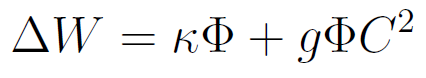 ΔW = κΦ + gΦC²